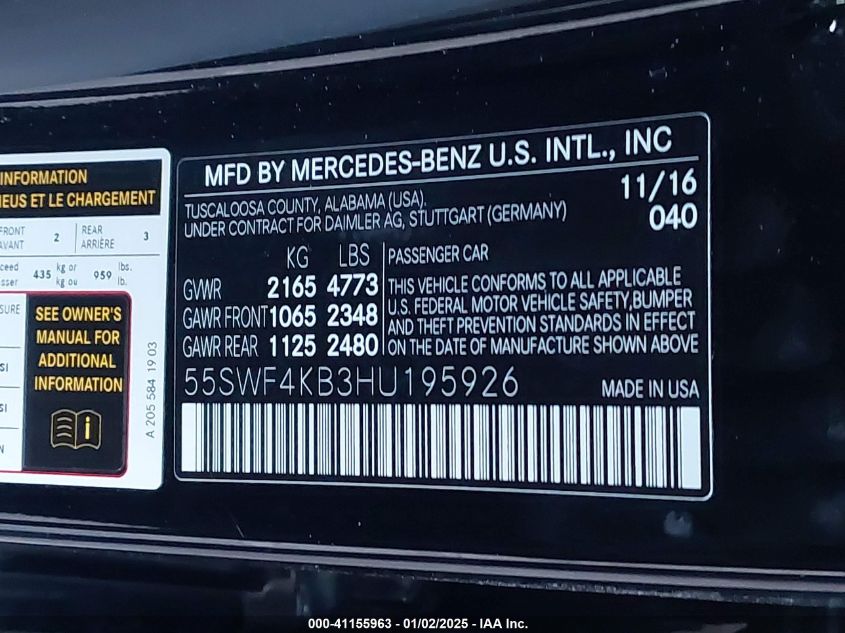 INFORMATION
NEUS ET LE CHARGEMENT
FRONT
AVANT
2
REAR
ARRIÈRE
3
435 kg or
kg ou
959 lbs.
lb.
SEE OWNER'S
MANUAL FOR
ADDITIONAL
INFORMATION
i
A 205 584 19 03
MFD BY MERCEDES-BENZ U.S. INTL., INC
TUSCALOOSA COUNTY, ALABAMA (USA). 11/16
UNDER CONTRACT FOR DAIMLER AG, STUTTGART (GERMANY) 040
KG LBS PASSENGER CAR
GVWR 2165 4773
GAWR FRONT 1065 2348
GAWR REAR 1125 2480
THIS VEHICLE CONFORMS TO ALL APPLICABLE
U.S. FEDERAL MOTOR VEHICLE SAFETY,BUMPER
AND THEFT PREVENTION STANDARDS IN EFFECT
ON THE DATE OF MANUFACTURE SHOWN ABOVE
55SWF4KB3HU195926 MADE IN USA
000-41155963 - 01/02/2025 - IAA Inc.